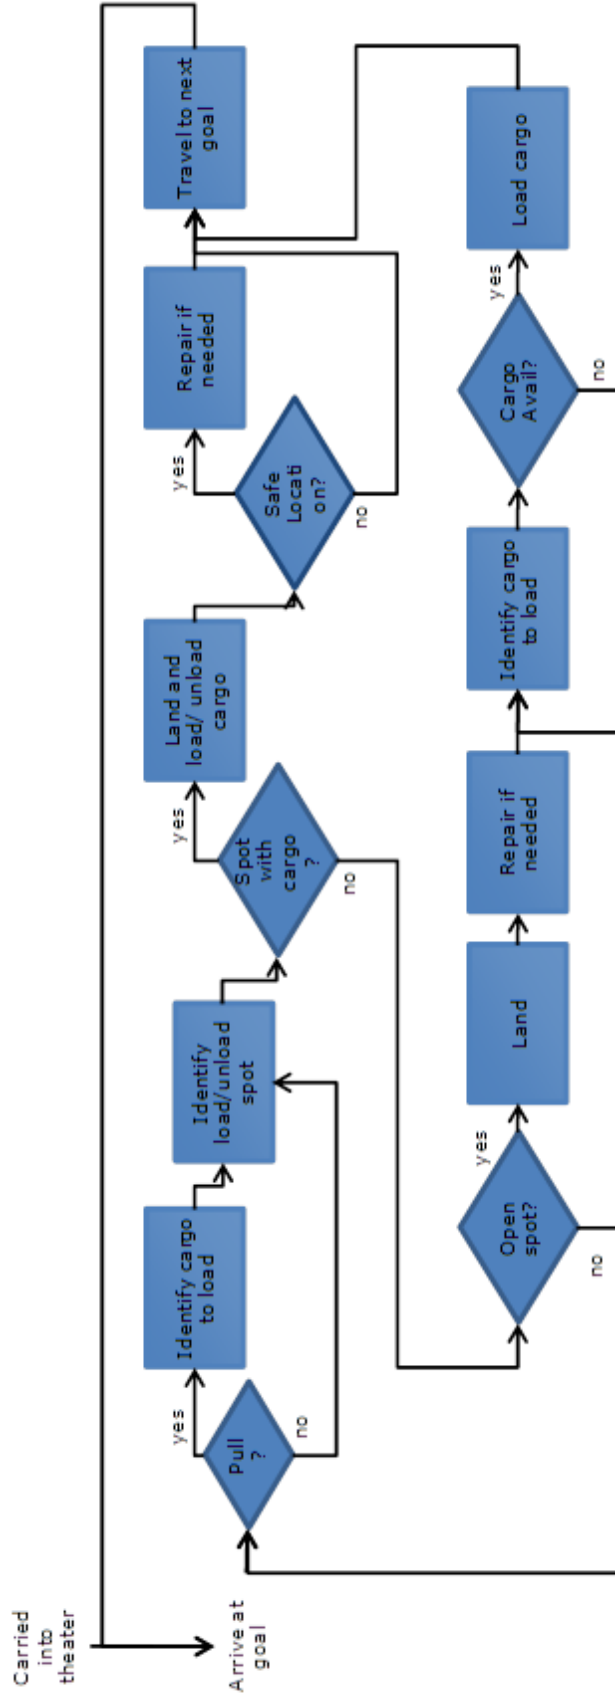 Carried
into
theater
Arrive at
goal
Pull
?
yes
no
Identify cargo
to load
Identify
load/unload
spot
Spot
with
cargo
?
yes
no
Land and
load/ unload
cargo
Safe
Locati
on?
yes
no
Repair if
needed
Travel to next
goal
Open
spot?
yes
no
Land
Repair if
needed
Identify cargo
to load
Cargo
Avail?
yes
no
Load cargo